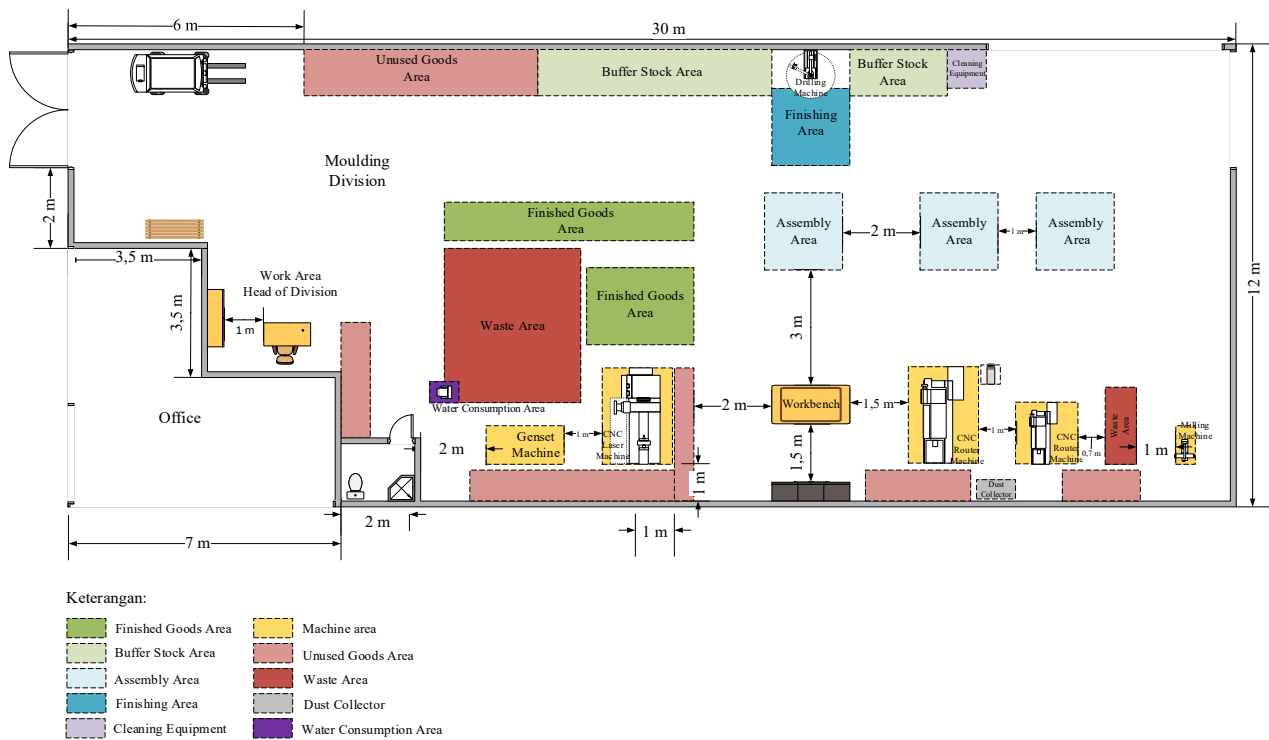 6 m
30 m
Unused Goods
Area
Buffer Stock Area
Drilling
Machine
Buffer Stock
Area
Cleaning
Equipment
Finishing
Area
Moulding
Division
2 m
Finished Goods
Area
Assembly
Area
2 m
Assembly
Area
1 m
Assembly
Area
12 m
3,5 m
Work Area
Head of Division
3,5 m
1 m
Waste Area
Finished Goods
Area
3 m
Office
Water Consumption Area
2 m
Genset
Machine
1 m
CNC
Laser
Machine
2 m
Workbench
1,5 m
1,5 m
CNC
Router
Machine
1 m
CNC
Router
Machine
0,7 m
Waste
Area
1 m
Milling
Machine
1 m
Dust
Collector
2 m
1 m
7 m
Keterangan:
Finished Goods Area
Machine area
Buffer Stock Area
Unused Goods Area
Assembly Area
Waste Area
Finishing Area
Dust Collector
Cleaning Equipment
Water Consumption Area